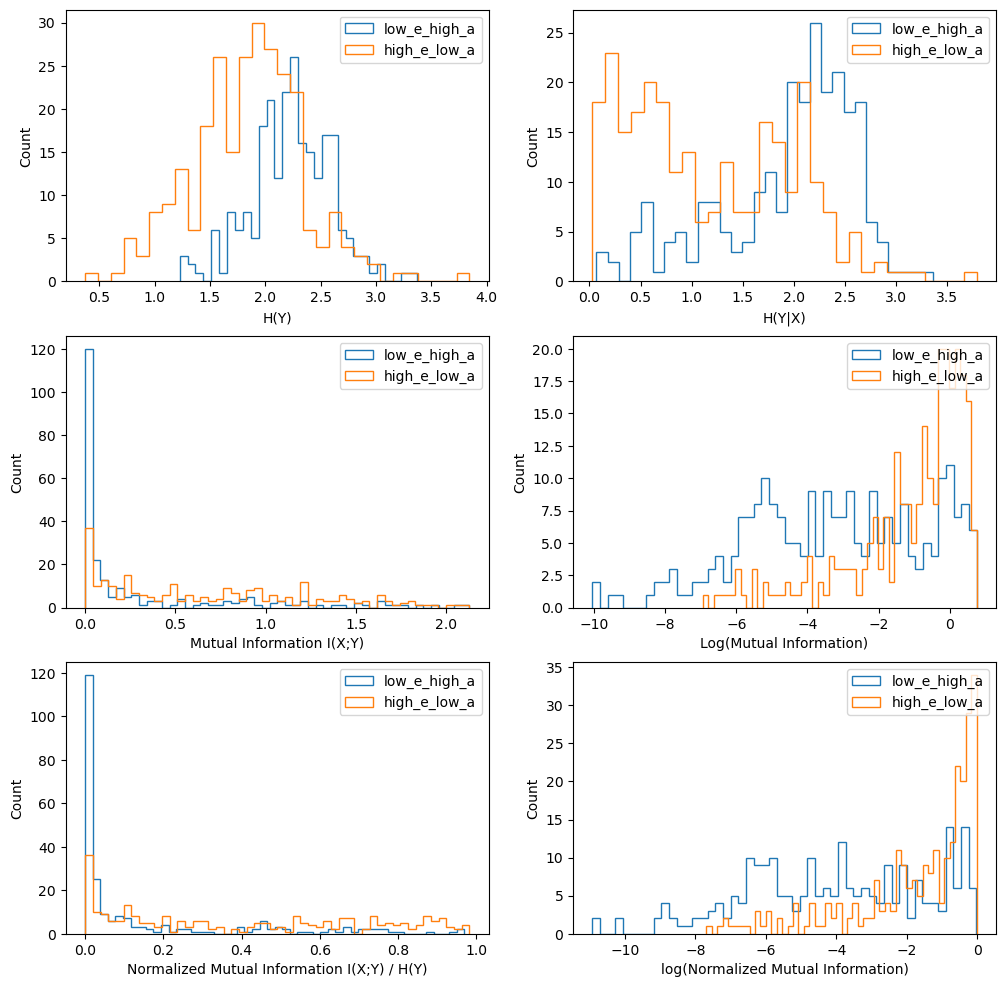 30
25
20
15
10
5
0
Count
0.5 1.0 1.5 2.0 2.5 3.0 3.5 4.0
H(Y)
low_e_high_a
high_e_low_a
25
20
15
10
5
0
Count
0.0 0.5 1.0 1.5 2.0 2.5 3.0 3.5
H(Y|X)
low_e_high_a
high_e_low_a
120
100
80
60
40
20
0
Count
0.0 0.5 1.0 1.5 2.0
Mutual Information I(X;Y)
low_e_high_a
high_e_low_a
20.0
17.5
15.0
12.5
10.0
7.5
5.0
2.5
0.0
Count
−10 −8 −6 −4 −2 0
Log(Mutual Information)
low_e_high_a
high_e_low_a
120
100
80
60
40
20
0
Count
0.0 0.2 0.4 0.6 0.8 1.0
Normalized Mutual Information I(X;Y) / H(Y)
low_e_high_a
high_e_low_a
35
30
25
20
15
10
5
0
Count
−10 −8 −6 −4 −2 0
log(Normalized Mutual Information)
low_e_high_a
high_e_low_a